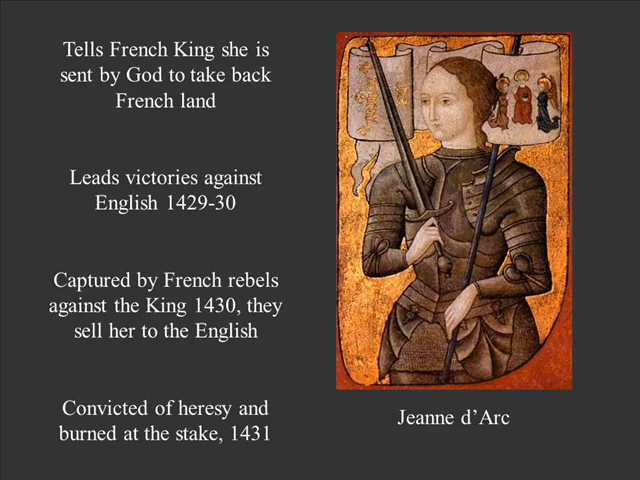 Tells French King she is
sent by God to take back
French land
Leads victories against
English 1429-30
Captured by French rebels
against the King 1430, they
sell her to the English
Convicted of heresy and
burned at the stake, 1431
Jeanne d’Arc